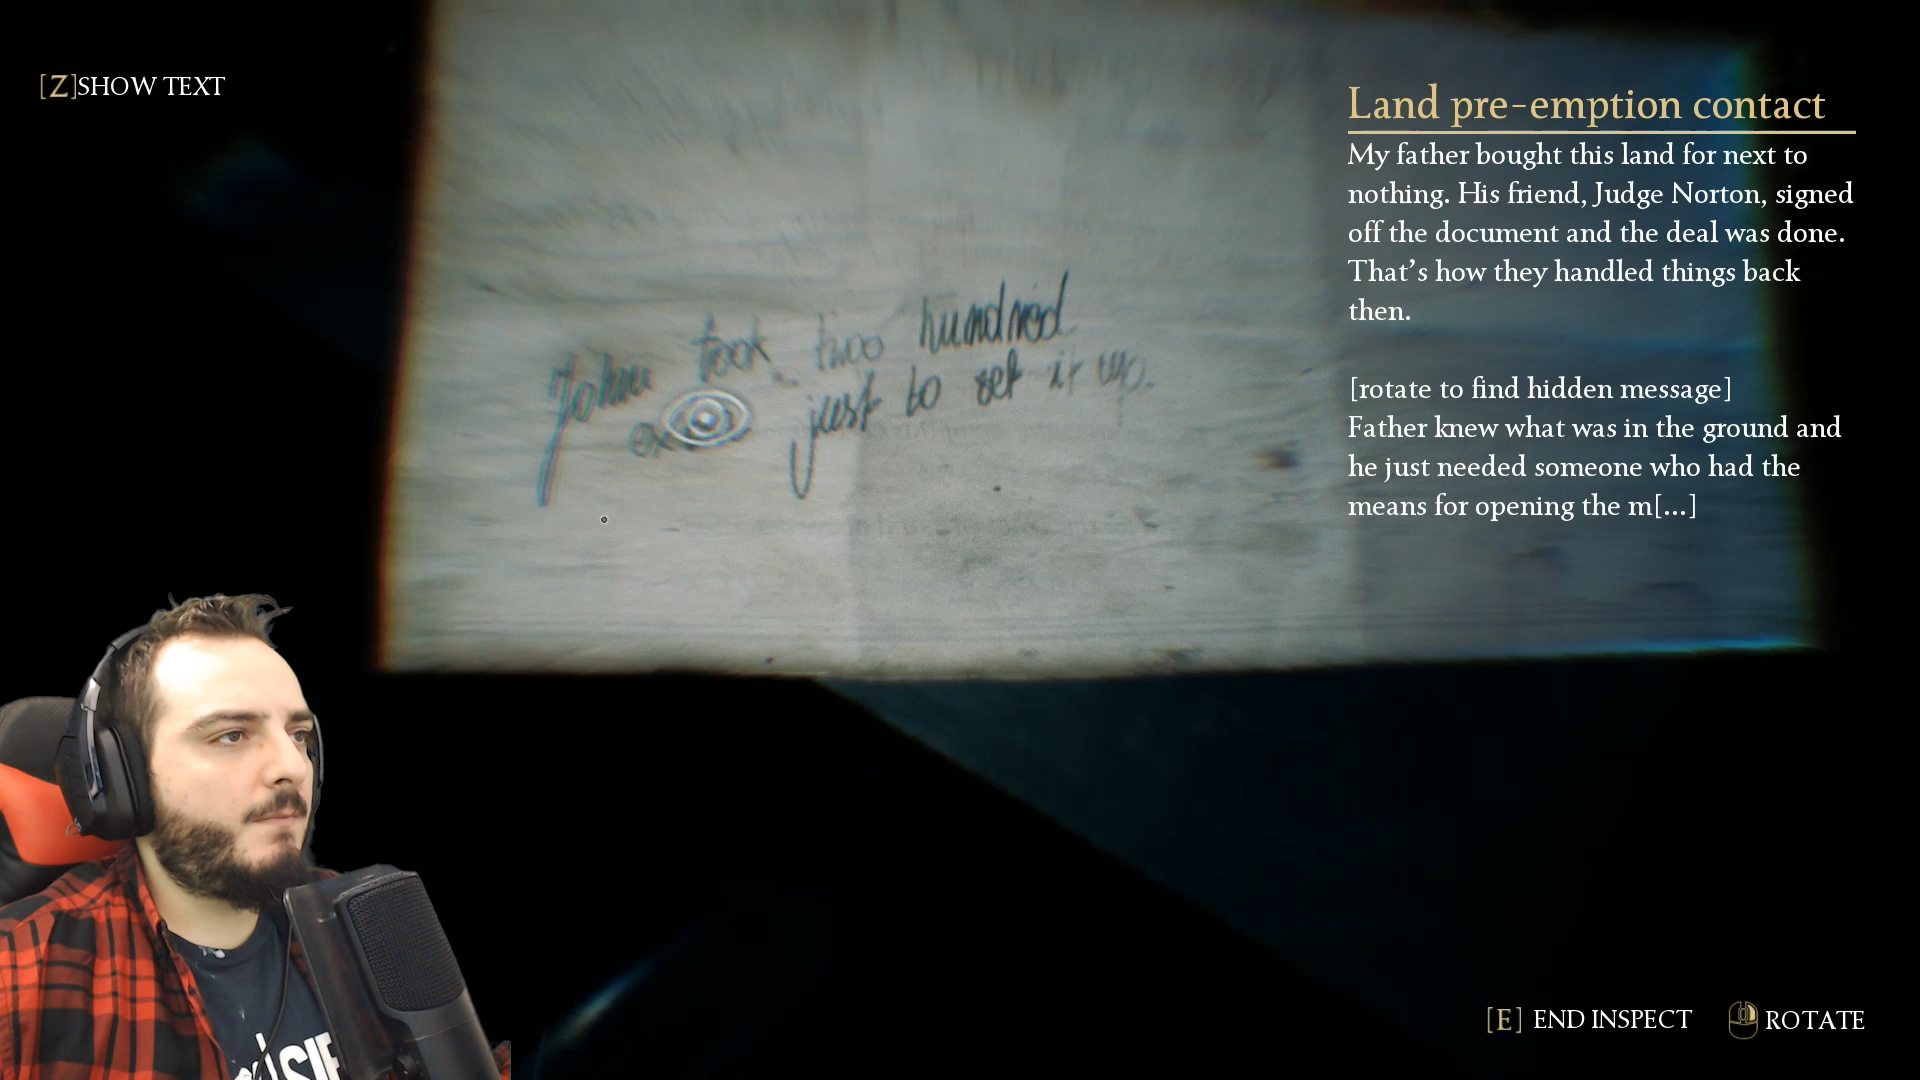 [Z]SHOW TEXT
Land pre-emption contact
My father bought this land for next to
nothing. His friend, Judge Norton, signed
off the document and the deal was done.
That's how they handled things back
then.
[rotate to find hidden message]
Father knew what was in the ground and
he just needed someone who had the
means for opening the m[...]
John took two hundred
just to set it up.
[E] END INSPECT
ROTATE